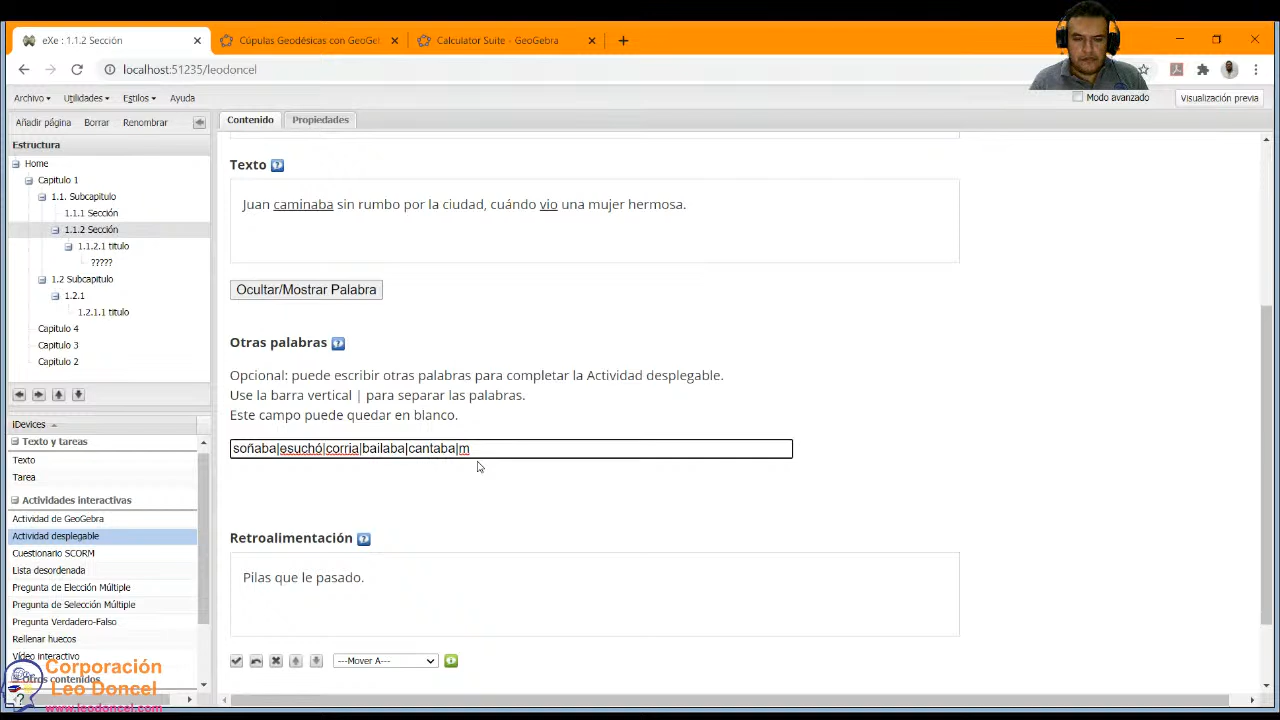 eXe : 1.1.2 Sección
Cúpulas Geodésicas con GeoGe
Calculator Suite - GeoGebra
localhost:51235/leodoncel
Archivo
Utilidades
Estilos
Ayuda
Modo avanzado
Visualización previa
Añadir página
Borrar
Renombrar
Contenido
Propiedades
Estructura
Home
Capitulo 1
1.1. Subcapitulo
1.1.1 Sección
1.1.2 Sección
1.1.2.1 titulo
?????
1.2 Subcapitulo
1.2.1
1.2.1.1 titulo
Capitulo 4
Capitulo 3
Capitulo 2
iDevices
Texto y tareas
Texto
Tarea
Actividades interactivas
Actividad de GeoGebra
Actividad desplegable
Cuestionario SCORM
Lista desordenada
Pregunta de Elección Múltiple
Pregunta de Selección Múltiple
Pregunta Verdadero-Falso
Rellenar huecos
Vídeo interactivo
Otros contenidos
Corporación
Leo Doncel
www.leodoncel.com
Texto
Juan caminaba sin rumbo por la ciudad, cuándo vio una mujer hermosa.
Ocultar/Mostrar Palabra
Otras palabras
Opcional: puede escribir otras palabras para completar la Actividad desplegable.
Use la barra vertical | para separar las palabras.
Este campo puede quedar en blanco.
soñaba|esuchó|corria|bailaba|cantaba|m
Retroalimentación
Pilas que le pasado.
---Mover A---